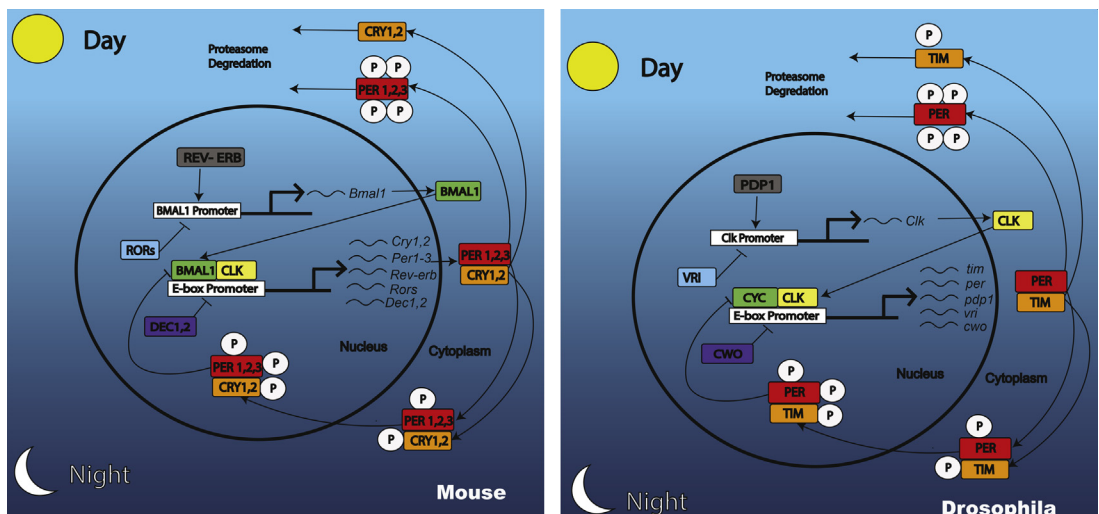 Day
Proteasome
Degredation
CRY1,2
P P
PER 1,2,3
P P
REV- ERB
Bmal1
BMAL1
BMAL1 Promoter
RORs
BMAL1 CLK
E-box Promoter
Cry1,2
Per1-3
Rev-erb
Rors
Dec1,2
PER 1,2,3
CRY1,2
DEC1,2
Nucleus
Cytoplasm
P
PER 1,2,3 P
CRY1,2 P
P
PER 1,2,3
P CRY1,2
Night
Mouse
Day
Proteasome
Degredation
P
TIM
P P
PER
P P
PDP1
Clk
CLK
Clk Promoter
VRI
CYC CLK
E-box Promoter
tim
per
pdp1
vri
cwo
PER
TIM
CWO
Nucleus
Cytoplasm
P
PER P
TIM P
P
PER
P TIM
Night
Drosophila